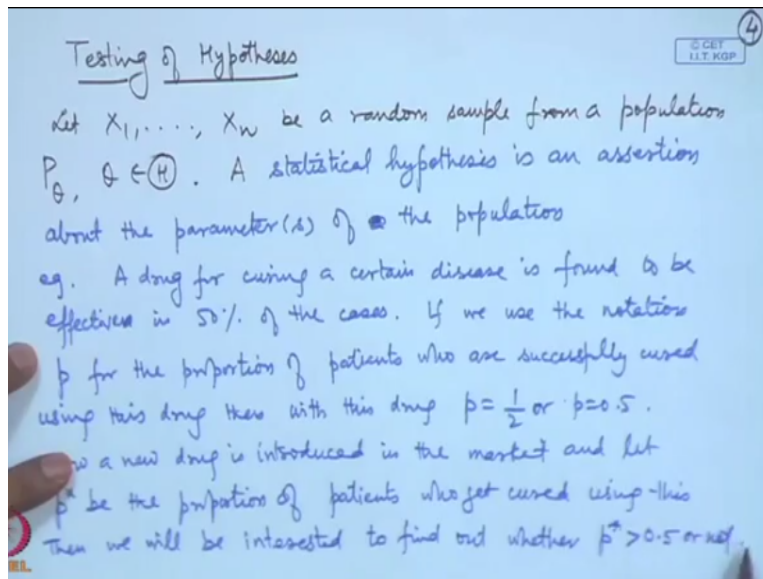 4
© CET
I.I.T. KGP
Testing of Hypotheses
Let X1, ...., Xn be a random sample from a population
Pθ, θ ∈ Ⓗ. A statistical hypothesis is an assertion
about the parameter(s) of the population
eg. A drug for curing a certain disease is found to be
effective in 50% of the cases. If we use the notation
p for the proportion of patients who are successfully cured
using this drug then with this drug p = 1/2 or p=0.5.
a new drug is introduced in the market and let
p* be the proportion of patients who get cured using this
Then we will be interested to find out whether p* > 0.5 or not.